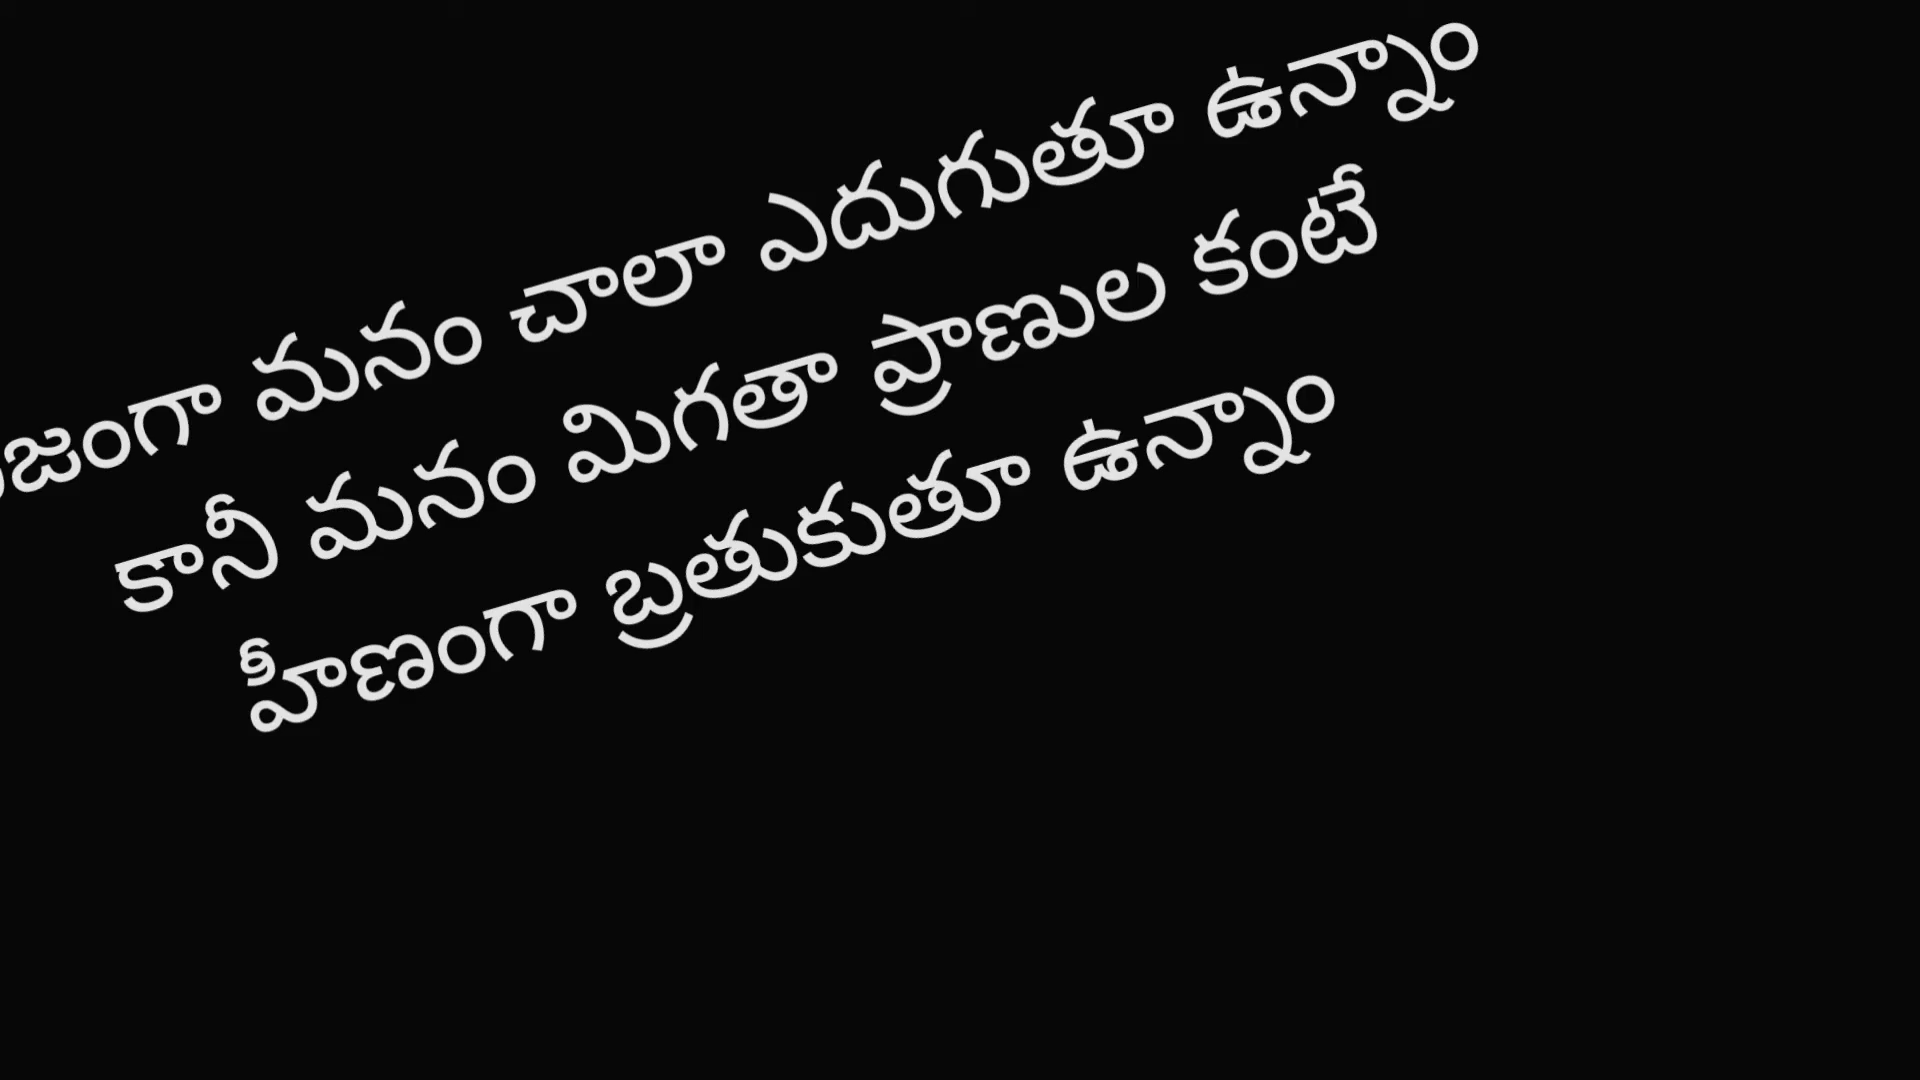 నిజంగా మనం చాలా ఎదుగుతూ ఉన్నాం
కానీ మనం మిగతా ప్రాణుల కంటే
హీణంగా బ్రతుకుతూ ఉన్నాం